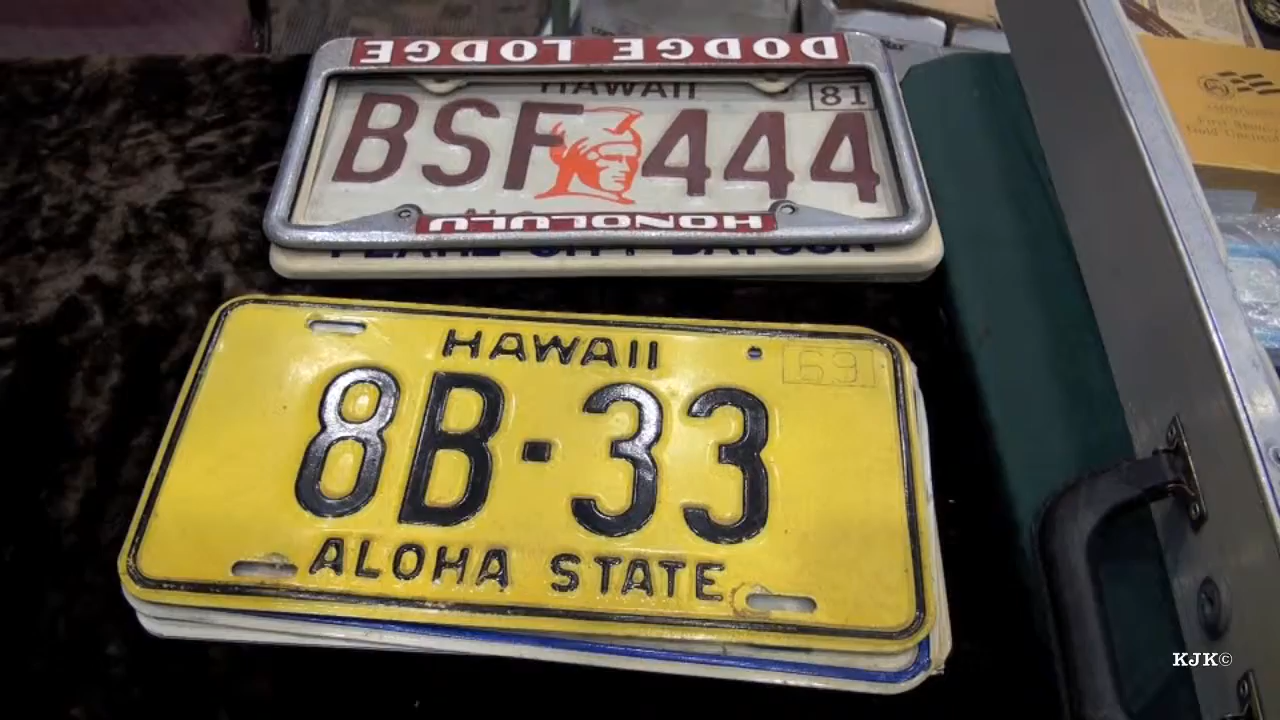 DODGE LODGE
HAWAII
81
BSF 444
HONOLULU
HAWAII
69
8B-33
ALOHA STATE
KJK©